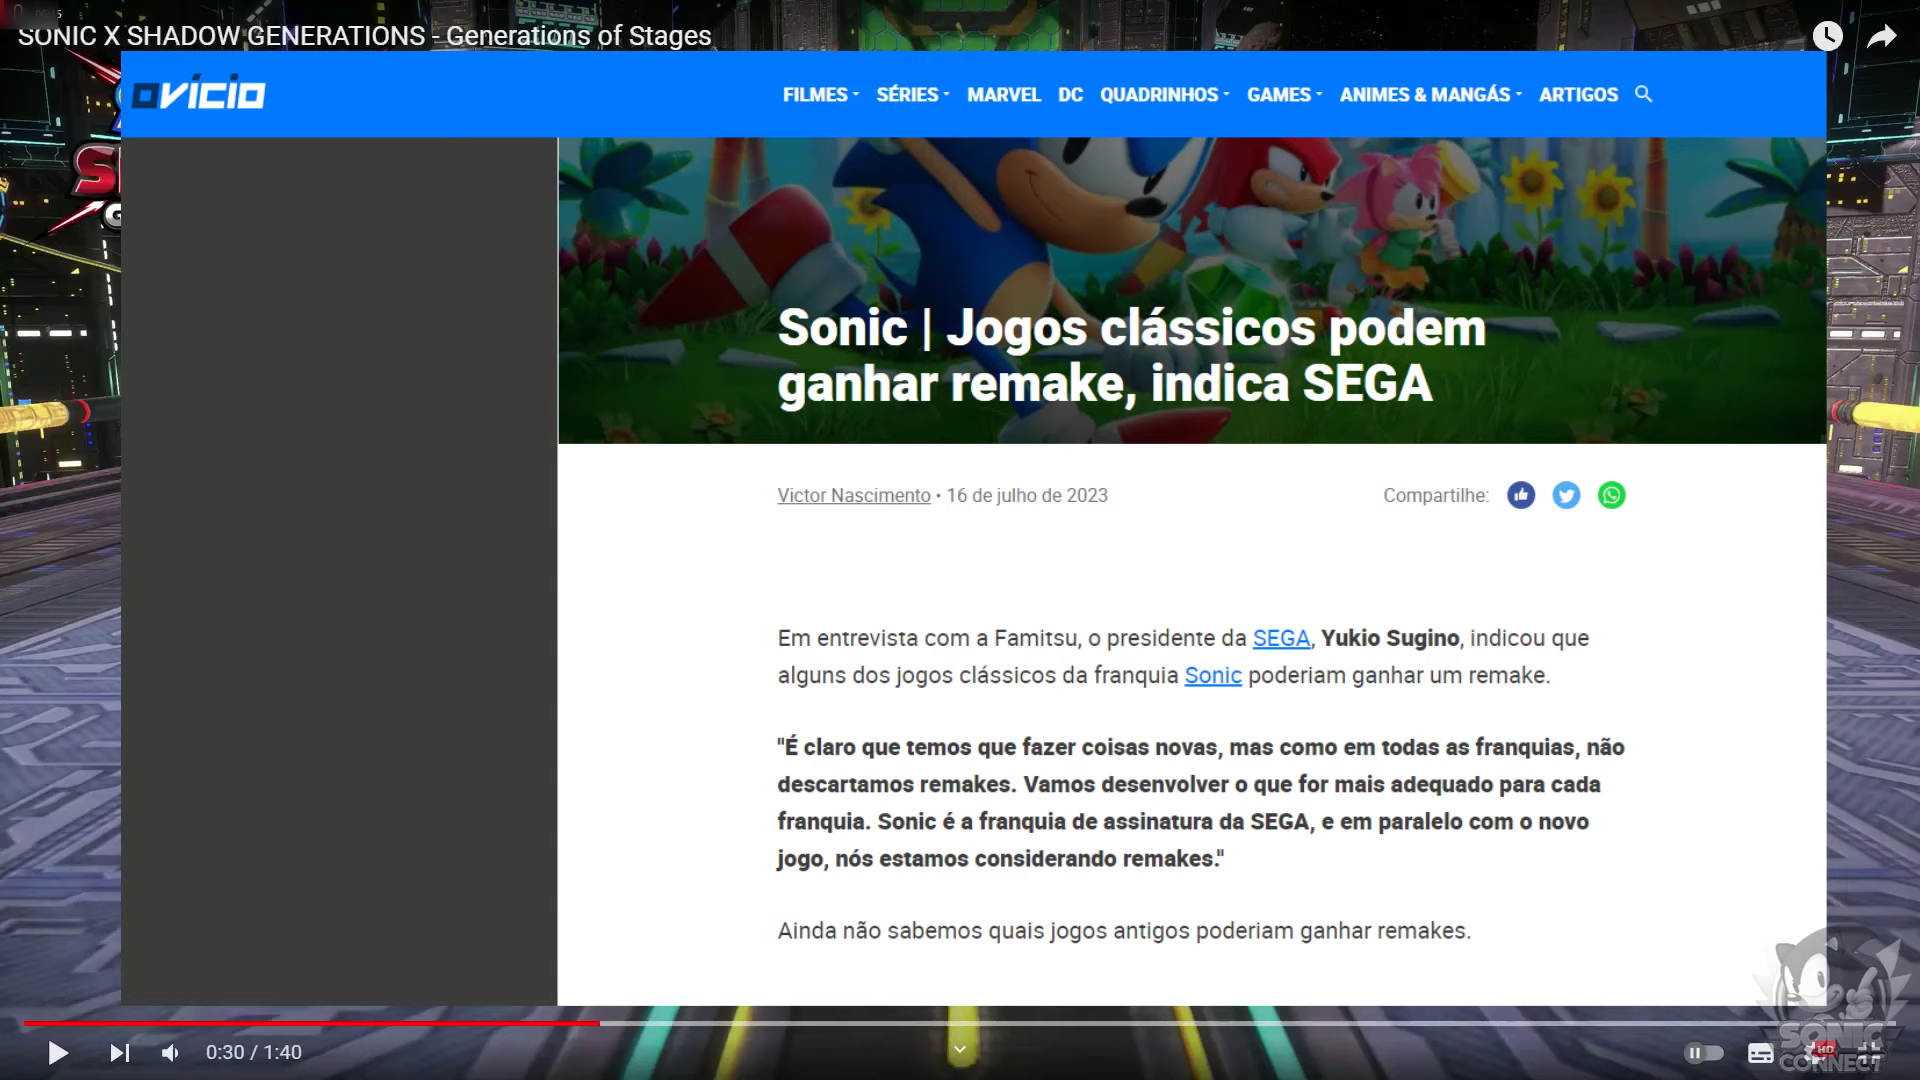 SONIC X SHADOW GENERATIONS - Generations of Stages
ovicio
FILMES SÉRIES MARVEL DC QUADRINHOS GAMES ANIMES & MANGÁS ARTIGOS
Sonic | Jogos clássicos podem
ganhar remake, indica SEGA
Victor Nascimento • 16 de julho de 2023
Compartilhe:
Em entrevista com a Famitsu, o presidente da SEGA, Yukio Sugino, indicou que
alguns dos jogos clássicos da franquia Sonic poderiam ganhar um remake.
"É claro que temos que fazer coisas novas, mas como em todas as franquias, não
descartamos remakes. Vamos desenvolver o que for mais adequado para cada
franquia. Sonic é a franquia de assinatura da SEGA, e em paralelo com o novo
jogo, nós estamos considerando remakes."
Ainda não sabemos quais jogos antigos poderiam ganhar remakes.
0:30 / 1:40
HD
SONIC
CONNECT